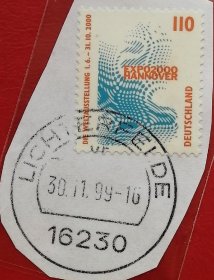 DIE WELTAUSSTELLUNG 1.6. - 31.10.2000
110
EXPO2000
HANNOVER
DEUTSCHLAND
LICHTERFELDE
30.11.99-16
16230